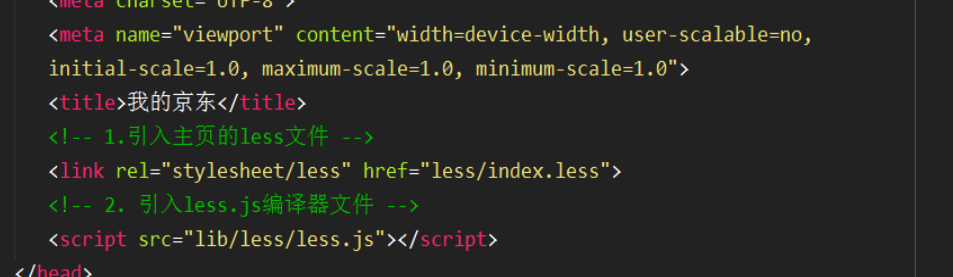 <meta charset="UTF-8">
<meta name="viewport" content="width=device-width, user-scalable=no,
initial-scale=1.0, maximum-scale=1.0, minimum-scale=1.0">
<title>我的京东</title>
<!-- 1.引入主页的less文件 -->
<link rel="stylesheet/less" href="less/index.less">
<!-- 2. 引入less.js编译器文件 -->
<script src="lib/less/less.js"></script>
</head>